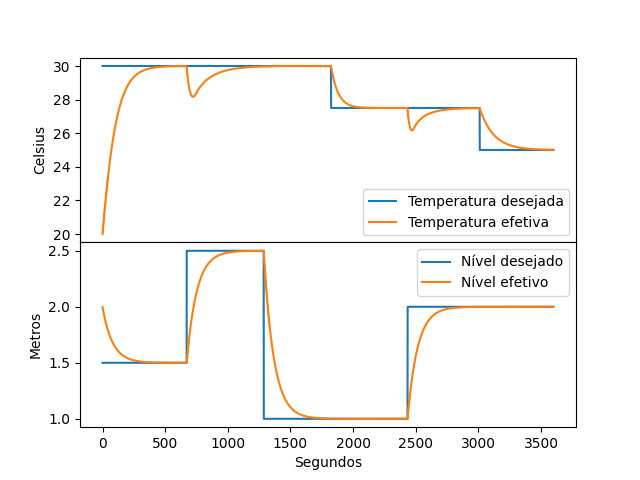 30
28
26
24
22
20
Celsius
Temperatura desejada
Temperatura efetiva
2.5
2.0
1.5
1.0
Metros
Nível desejado
Nível efetivo
0 500 1000 1500 2000 2500 3000 3500
Segundos